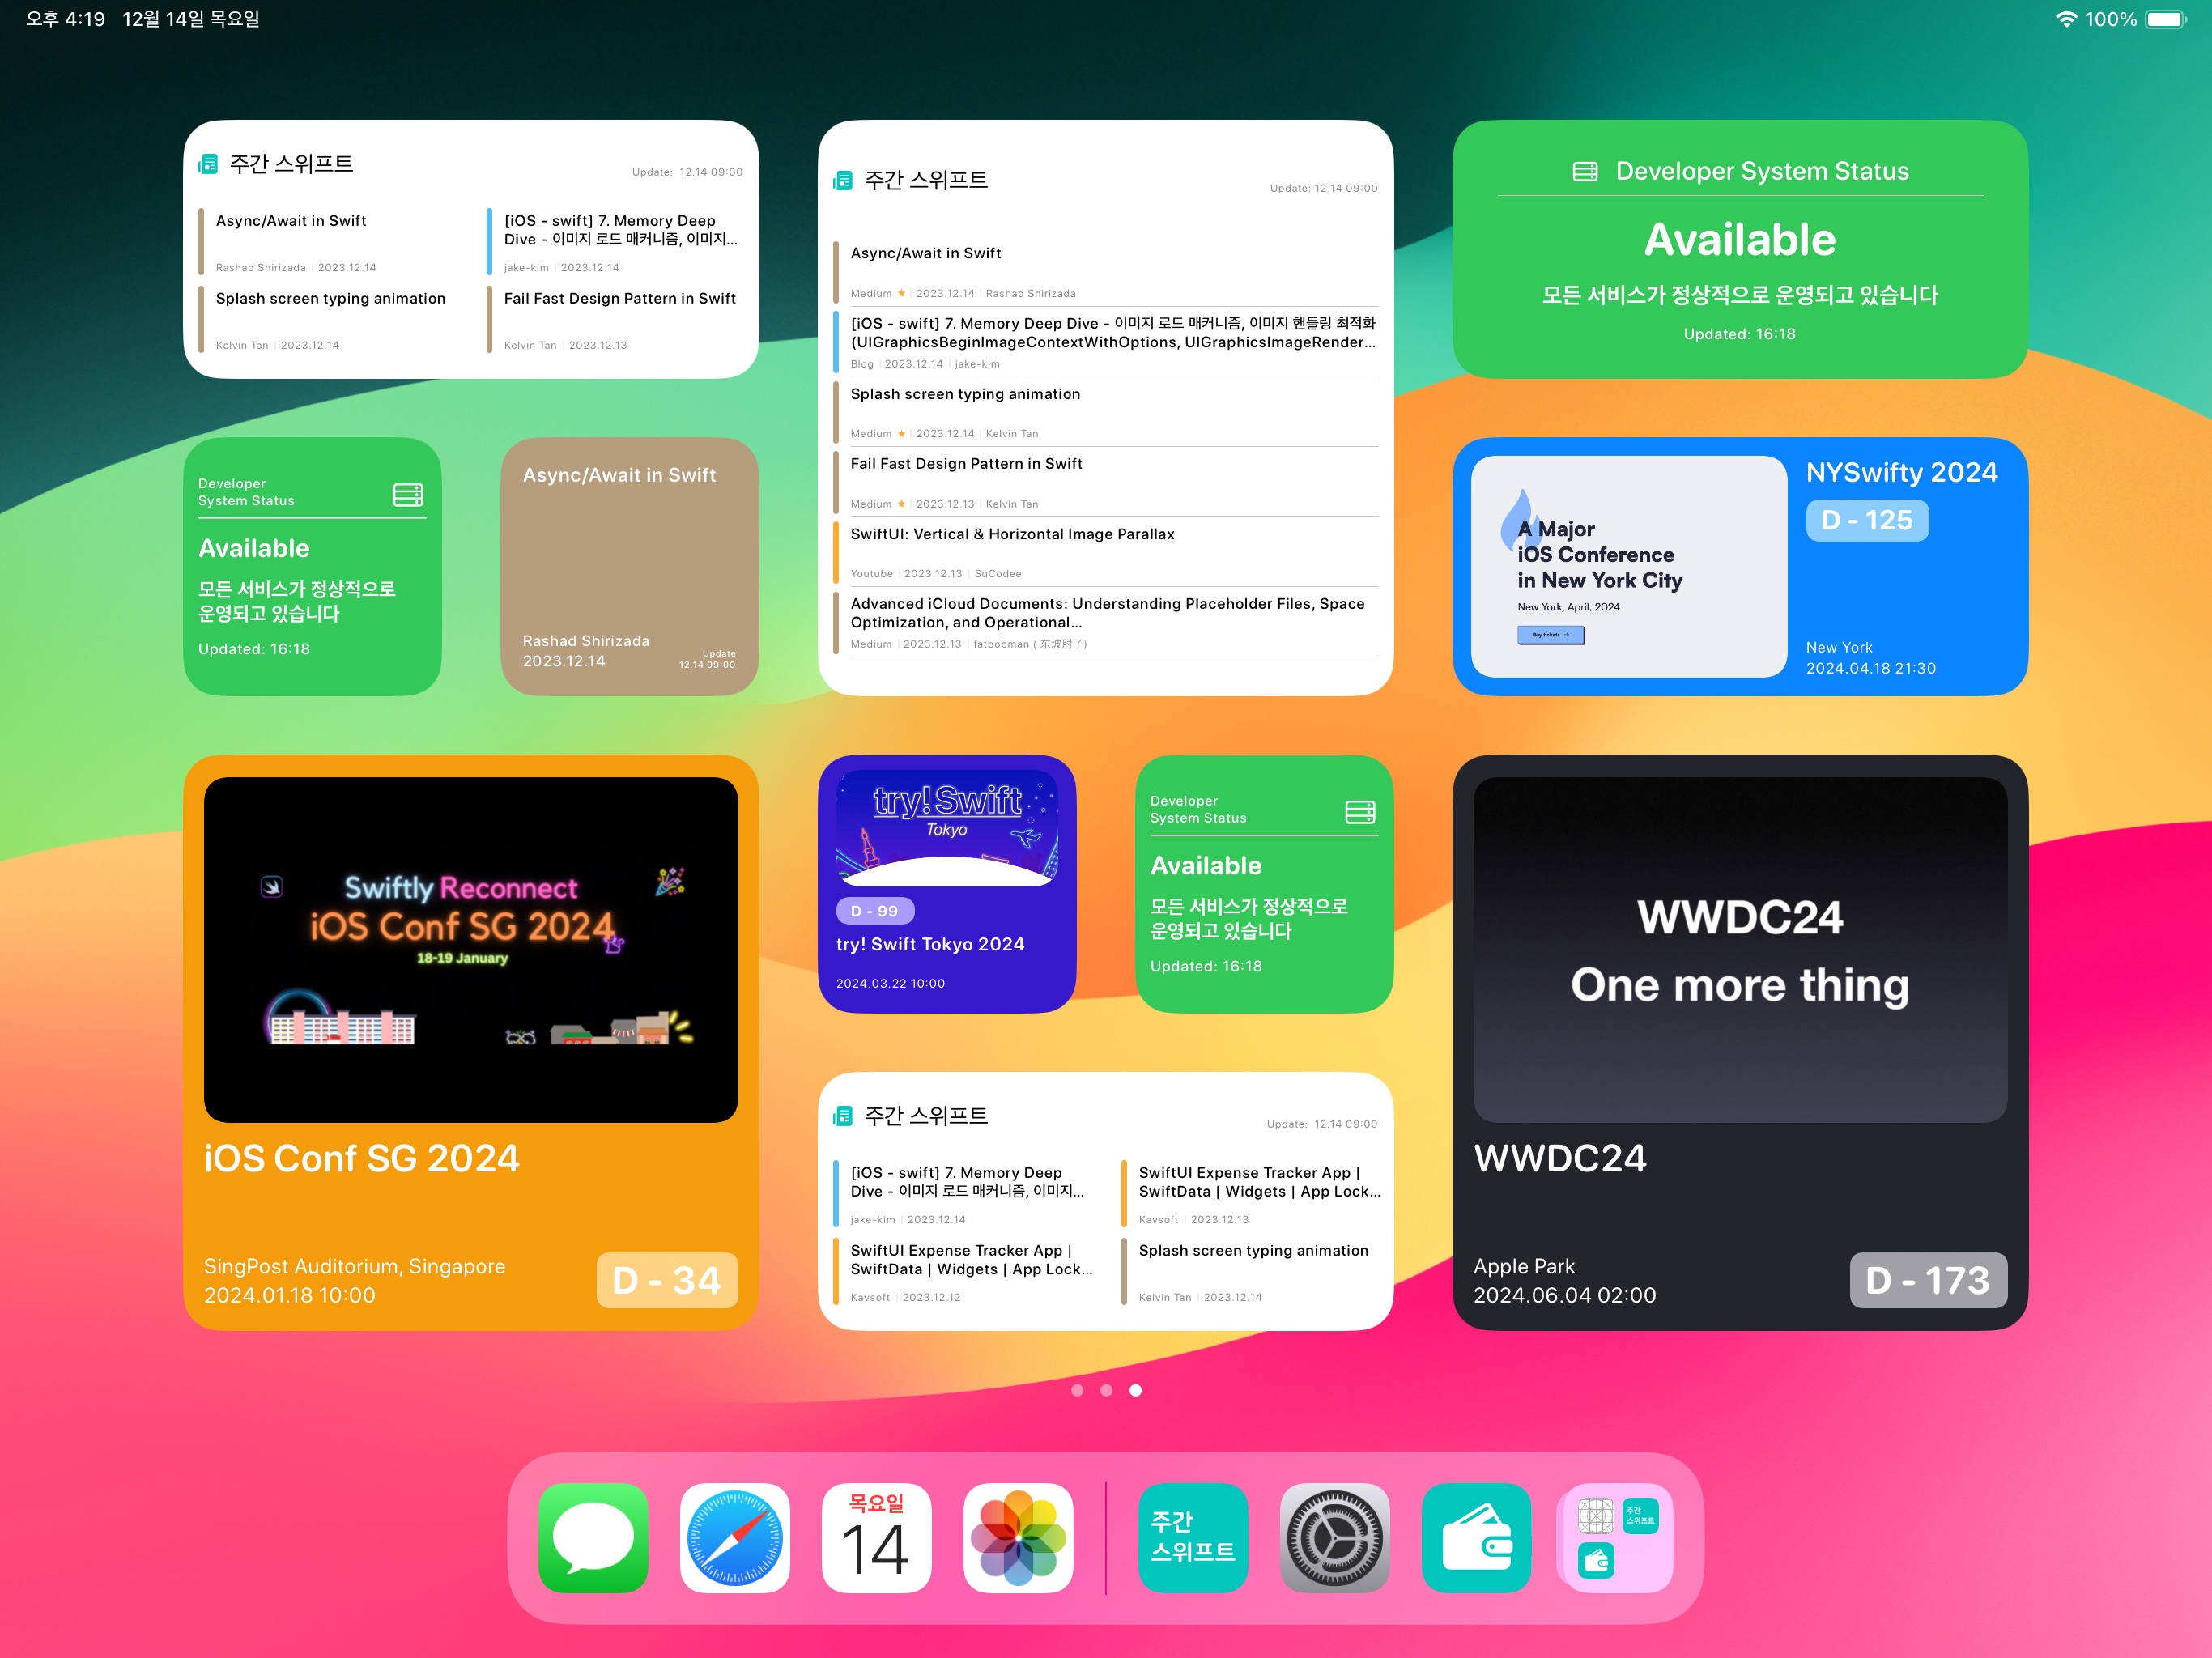 오후 4:19 12월 14일 목요일
100%
주간 스위프트
Update: 12.14 09:00
Async/Await in Swift
Rashad Shirizada | 2023.12.14
[iOS - swift] 7. Memory Deep
Dive - 이미지 로드 매커니즘, 이미지...
jake-kim | 2023.12.14
Splash screen typing animation
Kelvin Tan | 2023.12.14
Fail Fast Design Pattern in Swift
Kelvin Tan | 2023.12.13
주간 스위프트
Update: 12.14 09:00
Async/Await in Swift
Medium ★ | 2023.12.14 | Rashad Shirizada
[iOS - swift] 7. Memory Deep Dive - 이미지 로드 매커니즘, 이미지 핸들링 최적화
(UIGraphicsBeginImageContextWithOptions, UIGraphicsImageRender...
Blog | 2023.12.14 | jake-kim
Splash screen typing animation
Medium ★ | 2023.12.14 | Kelvin Tan
Fail Fast Design Pattern in Swift
Medium ★ | 2023.12.13 | Kelvin Tan
SwiftUI: Vertical & Horizontal Image Parallax
Youtube | 2023.12.13 | SuCodee
Advanced iCloud Documents: Understanding Placeholder Files, Space
Optimization, and Operational...
Medium | 2023.12.13 | fatbobman ( 东坡肘子)
Developer System Status
Available
모든 서비스가 정상적으로 운영되고 있습니다
Updated: 16:18
Developer
System Status
Available
모든 서비스가 정상적으로
운영되고 있습니다
Updated: 16:18
Async/Await in Swift
Rashad Shirizada
2023.12.14
Update
12.14 09:00
A Major
iOS Conference
in New York City
New York, April, 2024
Buy tickets →
NYSwifty 2024
D - 125
New York
2024.04.18 21:30
Swiftly Reconnect
iOS Conf SG 2024
18-19 January
iOS Conf SG 2024
SingPost Auditorium, Singapore
2024.01.18 10:00
D - 34
try! Swift
Tokyo
D - 99
try! Swift Tokyo 2024
2024.03.22 10:00
Developer
System Status
Available
모든 서비스가 정상적으로
운영되고 있습니다
Updated: 16:18
주간 스위프트
Update: 12.14 09:00
[iOS - swift] 7. Memory Deep
Dive - 이미지 로드 매커니즘, 이미지...
jake-kim | 2023.12.14
SwiftUI Expense Tracker App |
SwiftData | Widgets | App Lock...
Kavsoft | 2023.12.13
SwiftUI Expense Tracker App |
SwiftData | Widgets | App Lock...
Kavsoft | 2023.12.12
Splash screen typing animation
Kelvin Tan | 2023.12.14
WWDC24
One more thing
WWDC24
Apple Park
2024.06.04 02:00
D - 173
목요일
14
주간
스위프트
주간
스위프트